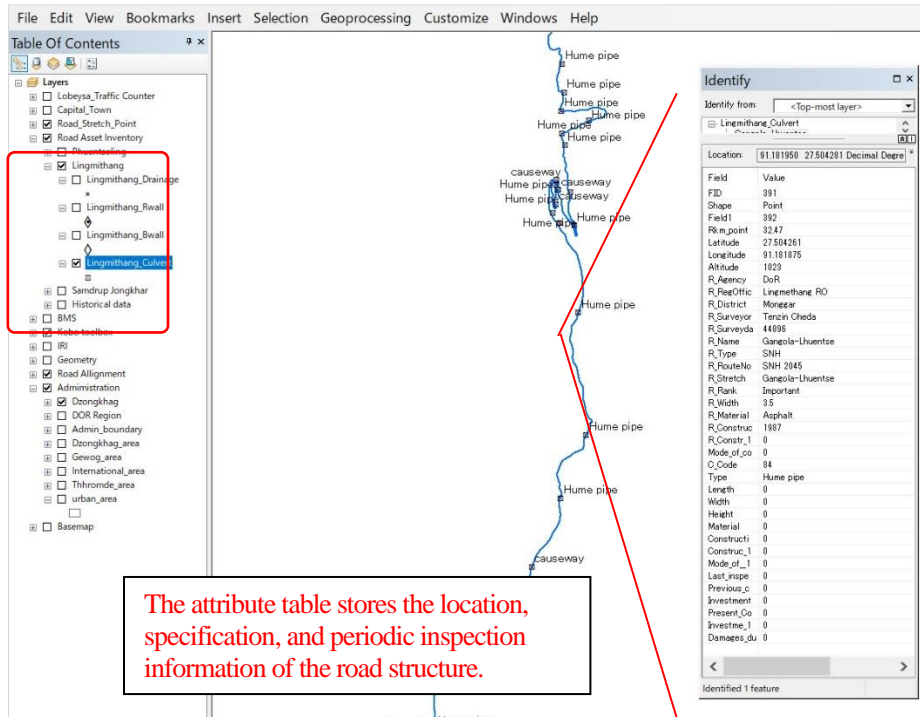 File Edit View Bookmarks Insert Selection Geoprocessing Customize Windows Help
Table Of Contents
Layers
Lobeysa_Traffic Counter
Capital_Town
Road_Stretch_Point
Road Asset Inventory
Phuentsoling
Lingmithang
Lingmithang_Drainage
Lingmithang_Rwall
Lingmithang_Bwall
Lingmithang_Culvert
Samdrup Jongkhar
Historical data
BMS
Kobo toolbox
IRI
Geometry
Road Allignment
Administration
Dzongkhag
DOR Region
Admin_boundary
Dzongkhag_area
Gewog_area
International_area
Thhromde_area
urban_area
Basemap
Hume pipe
Hume pipe
Hume pipe
Hume pipe
Hume pipe
Hume pipe
causeway
Hume pipe causeway
Hume pipe causeway
Hume pipe Hume pipe
Hume pipe
Hume pipe
Hume pipe
causeway
The attribute table stores the location,
specification, and periodic inspection
information of the road structure.
Identify
Identify from: <Top-most layer>
Lingmithang_Culvert
Location: 91.181950 27.504281 Decimal Degre
Field Value
FID 391
Shape Point
Field1 392
Rkm_point 32.47
Latitude 27.504261
Longitude 91.181875
Altitude 1023
R_Agency DoR
R_RegOffic Lingmethang RO
R_District Monggar
R_Surveyor Tenzin Cheda
R_Surveyda 44896
R_Name Gangola-Lhuentse
R_Type SNH
R_RouteNo SNH 2045
R_Stretch Gangola-Lhuentse
R_Rank Important
R_Width 3.5
R_Material Asphalt
R_Construc 1987
R_Constr_1 0
Mode_of_co 0
C_Code 84
Type Hume pipe
Length 0
Width 0
Height 0
Material 0
Constructi 0
Construc_1 0
Mode_of__1 0
Last_inspe 0
Previous_c 0
Investment 0
Present_Co 0
Investme_1 0
Damages_du 0
Identified 1 feature